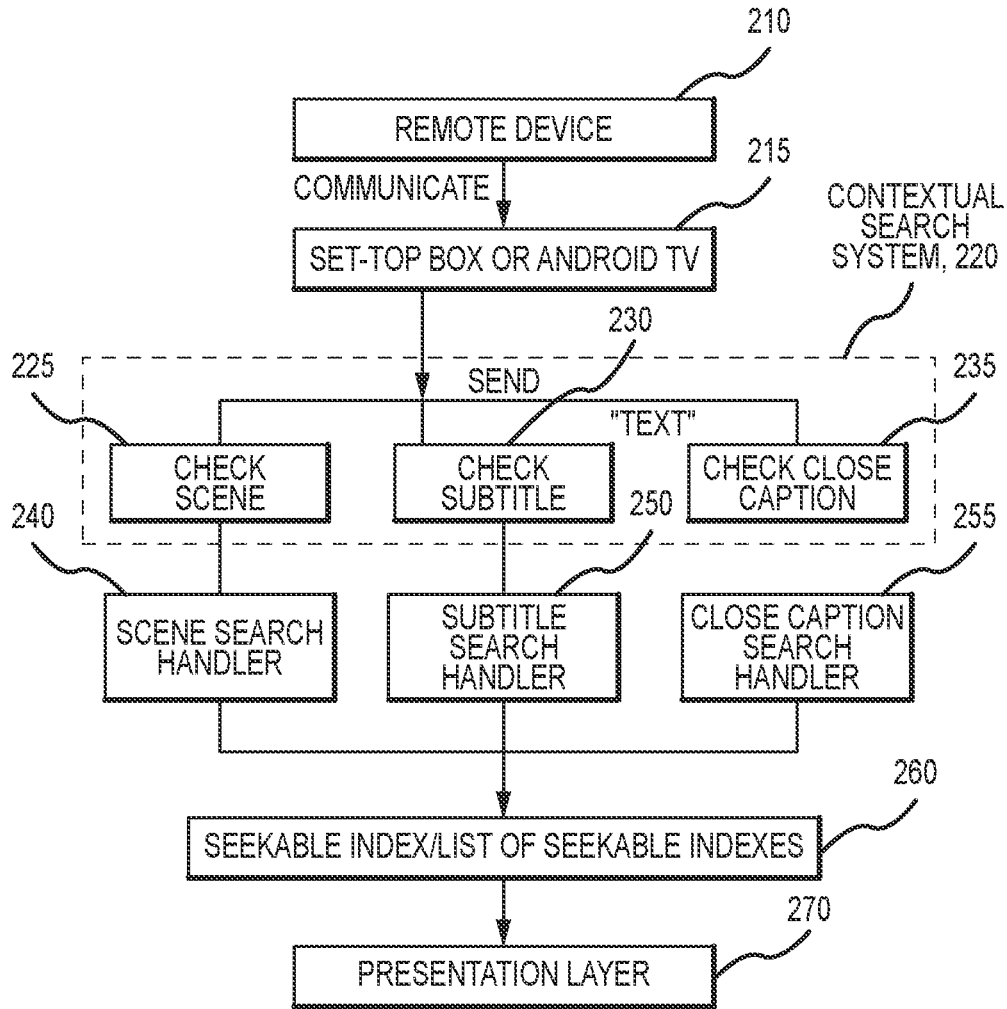 210
REMOTE DEVICE
COMMUNICATE
215
SET-TOP BOX OR ANDROID TV
CONTEXTUAL
SEARCH
SYSTEM, 220
225
230
235
SEND
"TEXT"
CHECK
SCENE
CHECK
SUBTITLE
CHECK CLOSE
CAPTION
240
250
255
SCENE SEARCH
HANDLER
SUBTITLE
SEARCH
HANDLER
CLOSE CAPTION
SEARCH
HANDLER
260
SEEKABLE INDEX/LIST OF SEEKABLE INDEXES
270
PRESENTATION LAYER